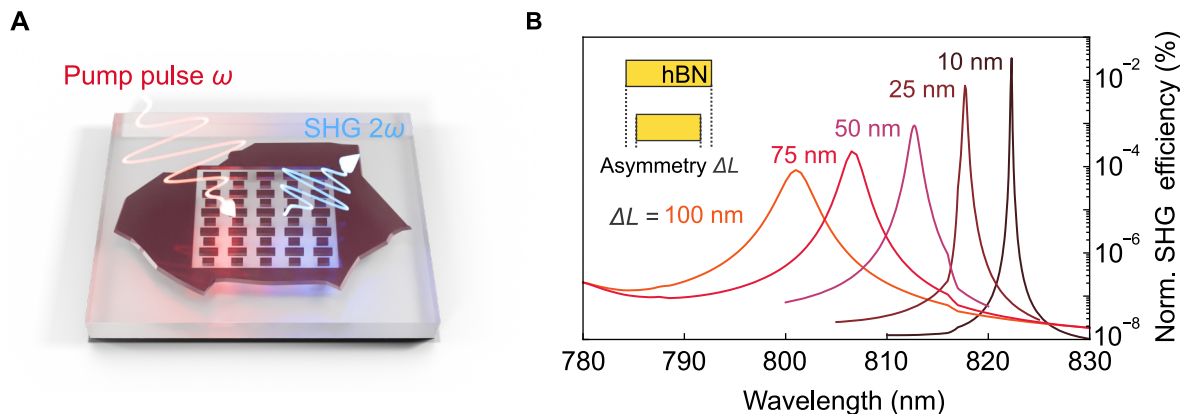 A
Pump pulse ω
SHG 2ω
B
hBN
Asymmetry ΔL
ΔL = 100 nm
75 nm
50 nm
25 nm
10 nm
10⁻²
10⁻⁴
10⁻⁶
10⁻⁸
Norm. SHG efficiency (%)
780 790 800 810 820 830
Wavelength (nm)